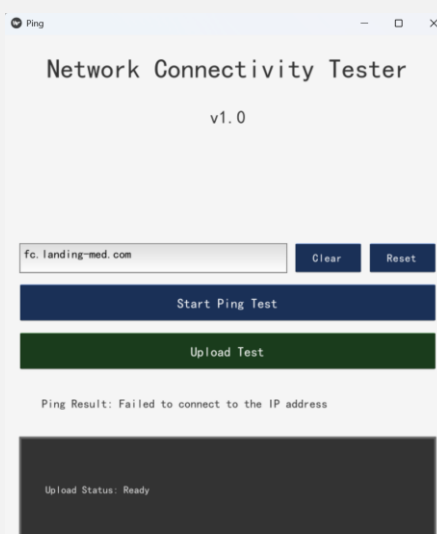 Ping
Network Connectivity Tester
v1.0
fc.landing-med.com
Clear
Reset
Start Ping Test
Upload Test
Ping Result: Failed to connect to the IP address
Upload Status: Ready